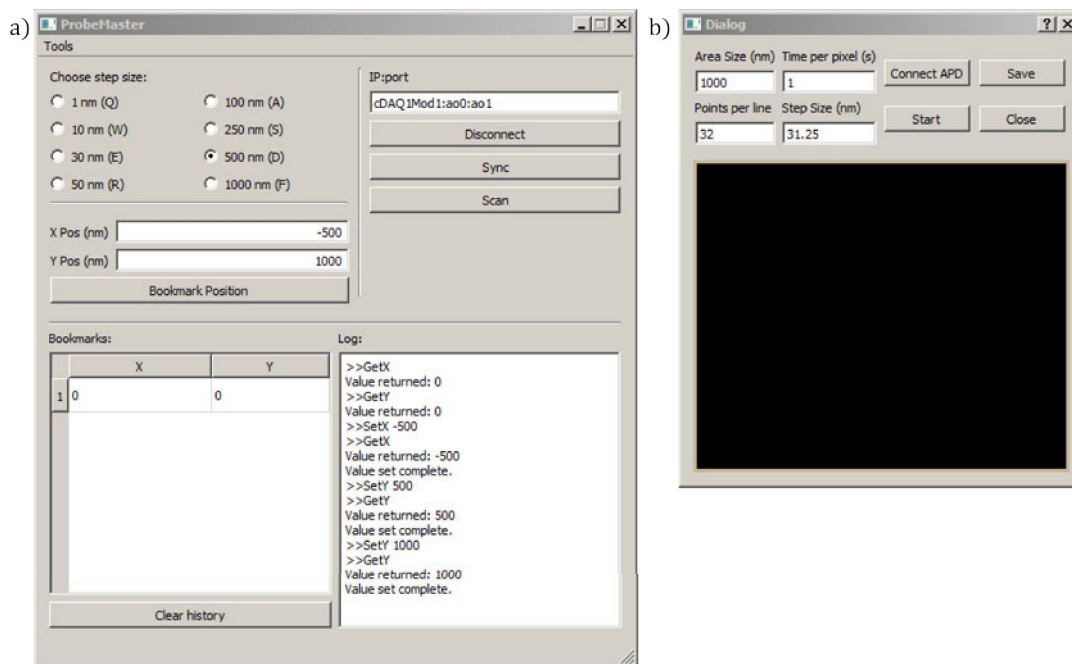 a)
ProbeMaster
Tools
Choose step size:
1 nm (Q)
100 nm (A)
10 nm (W)
250 nm (S)
30 nm (E)
500 nm (D)
50 nm (R)
1000 nm (F)
X Pos (nm)
-500
Y Pos (nm)
1000
Bookmark Position
IP:port
cDAQ1Mod1:ao0:ao1
Disconnect
Sync
Scan
Bookmarks:
X Y
1 0 0
Clear history
Log:
>>GetX
Value returned: 0
>>GetY
Value returned: 0
>>SetX -500
>>GetX
Value returned: -500
Value set complete.
>>SetY 500
>>GetY
Value returned: 500
Value set complete.
>>SetY 1000
>>GetY
Value returned: 1000
Value set complete.
b)
Dialog
Area Size (nm) Time per pixel (s)
1000 1
Connect APD Save
Points per line Step Size (nm)
32 31.25
Start Close